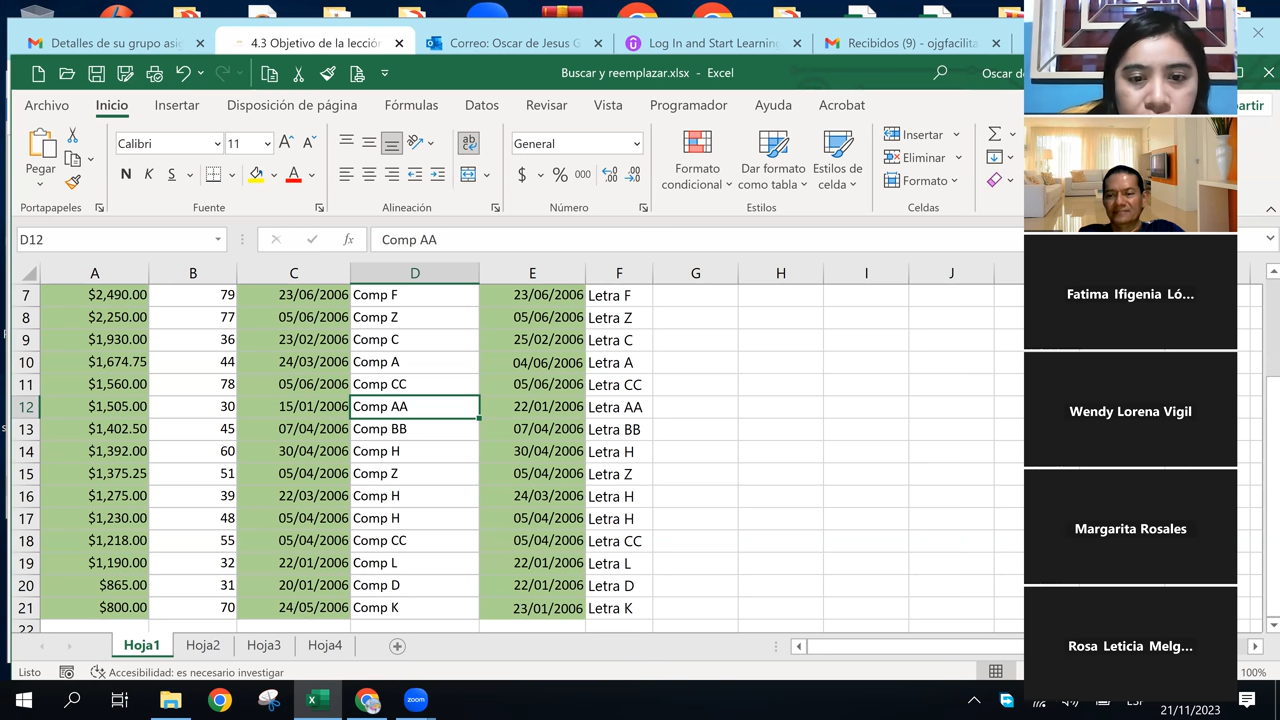 Detalles de su grupo asi
4.3 Objetivo de la lecció
Correo: Oscar de Jesus G
Log In and Start Learning
Recibidos (9) - ojgfacilita
Buscar y reemplazar.xlsx - Excel
Oscar de
Archivo Inicio Insertar Disposición de página Fórmulas Datos Revisar Vista Programador Ayuda Acrobat
artir
Pegar
Calibri 11
N K S
General
$ % 000
Formato condicional
Dar formato como tabla
Estilos de celda
Insertar
Eliminar
Formato
Portapapeles Fuente Alineación Número Estilos Celdas
D12 fx Comp AA
A B C D E F G H I J
7 $2,490.00 79 23/06/2006 Comp F 23/06/2006 Letra F
8 $2,250.00 77 05/06/2006 Comp Z 05/06/2006 Letra Z
9 $1,930.00 36 23/02/2006 Comp C 25/02/2006 Letra C
10 $1,674.75 44 24/03/2006 Comp A 04/06/2006 Letra A
11 $1,560.00 78 05/06/2006 Comp CC 05/06/2006 Letra CC
12 $1,505.00 30 15/01/2006 Comp AA 22/01/2006 Letra AA
13 $1,402.50 45 07/04/2006 Comp BB 07/04/2006 Letra BB
14 $1,392.00 60 30/04/2006 Comp H 30/04/2006 Letra H
15 $1,375.25 51 05/04/2006 Comp Z 05/04/2006 Letra Z
16 $1,275.00 39 22/03/2006 Comp H 24/03/2006 Letra H
17 $1,230.00 48 05/04/2006 Comp H 05/04/2006 Letra H
18 $1,218.00 55 05/04/2006 Comp CC 05/04/2006 Letra CC
19 $1,190.00 32 22/01/2006 Comp L 22/01/2006 Letra L
20 $865.00 31 20/01/2006 Comp D 22/01/2006 Letra D
21 $800.00 70 24/05/2006 Comp K 23/01/2006 Letra K
22
Hoja1 Hoja2 Hoja3 Hoja4
Listo
Accesibilidad: es necesario investigar
100%
Fatima Ifigenia Ló...
Wendy Lorena Vigil
Margarita Rosales
Rosa Leticia Melg...
zoom
21/11/2023